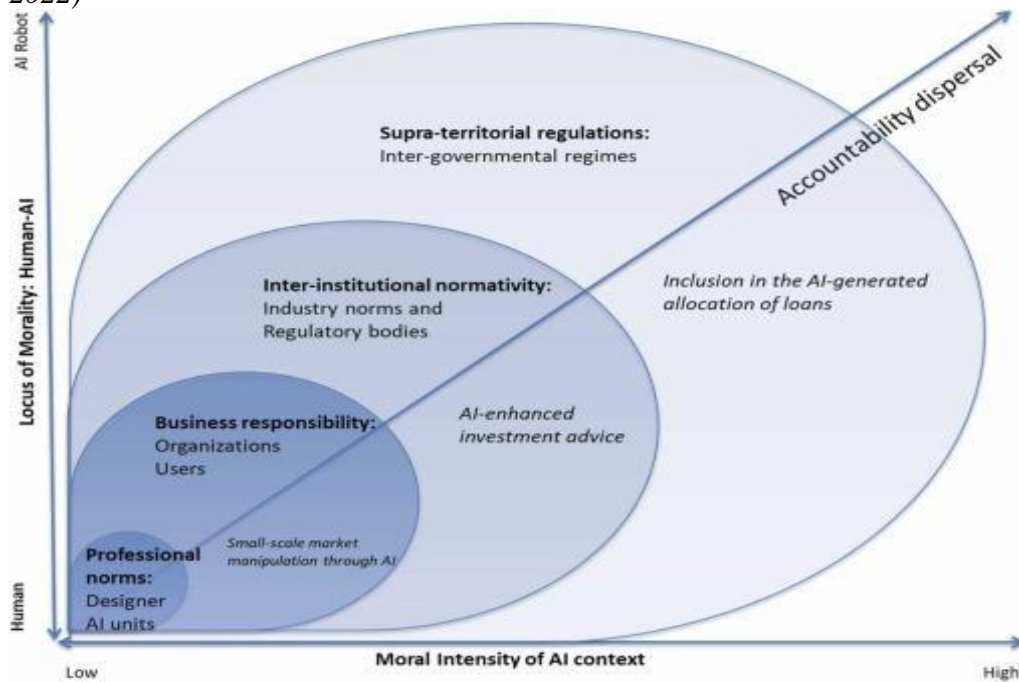 2022)
AI Robot
Accountability dispersal
Supra-territorial regulations:
Inter-governmental regimes
Locus of Morality: Human-AI
Inter-institutional normativity:
Industry norms and
Regulatory bodies
Inclusion in the AI-generated
allocation of loans
Business responsibility:
Organizations
Users
AI-enhanced
investment advice
Professional
norms:
Designer
AI units
Small-scale market
manipulation through AI
Human
Low
Moral Intensity of AI context
High